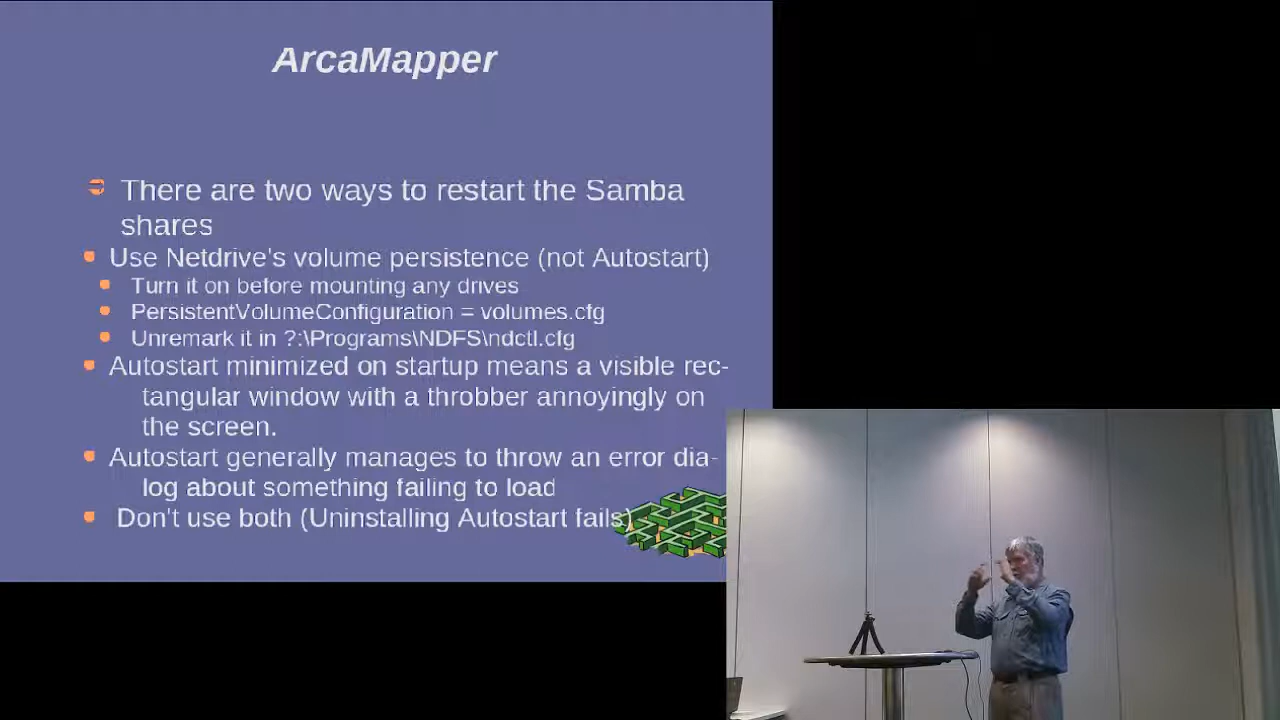 ArcaMapper
There are two ways to restart the Samba
shares
Use Netdrive's volume persistence (not Autostart)
Turn it on before mounting any drives
PersistentVolumeConfiguration = volumes.cfg
Unremark it in ?:\Programs\NDFS\ndctl.cfg
Autostart minimized on startup means a visible rec-
tangular window with a throbber annoyingly on
the screen.
Autostart generally manages to throw an error dia-
log about something failing to load
Don't use both (Uninstalling Autostart fails)